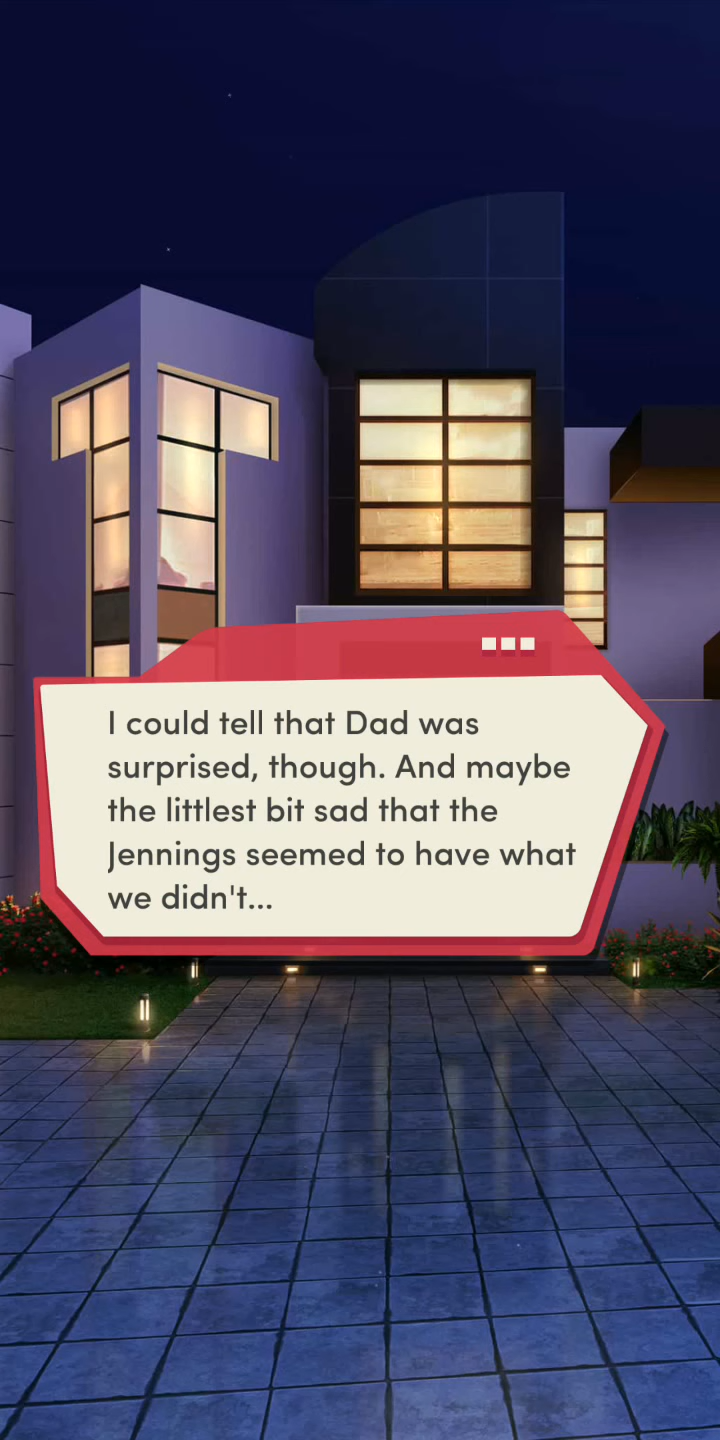 I could tell that Dad was
surprised, though. And maybe
the littlest bit sad that the
Jennings seemed to have what
we didn't...